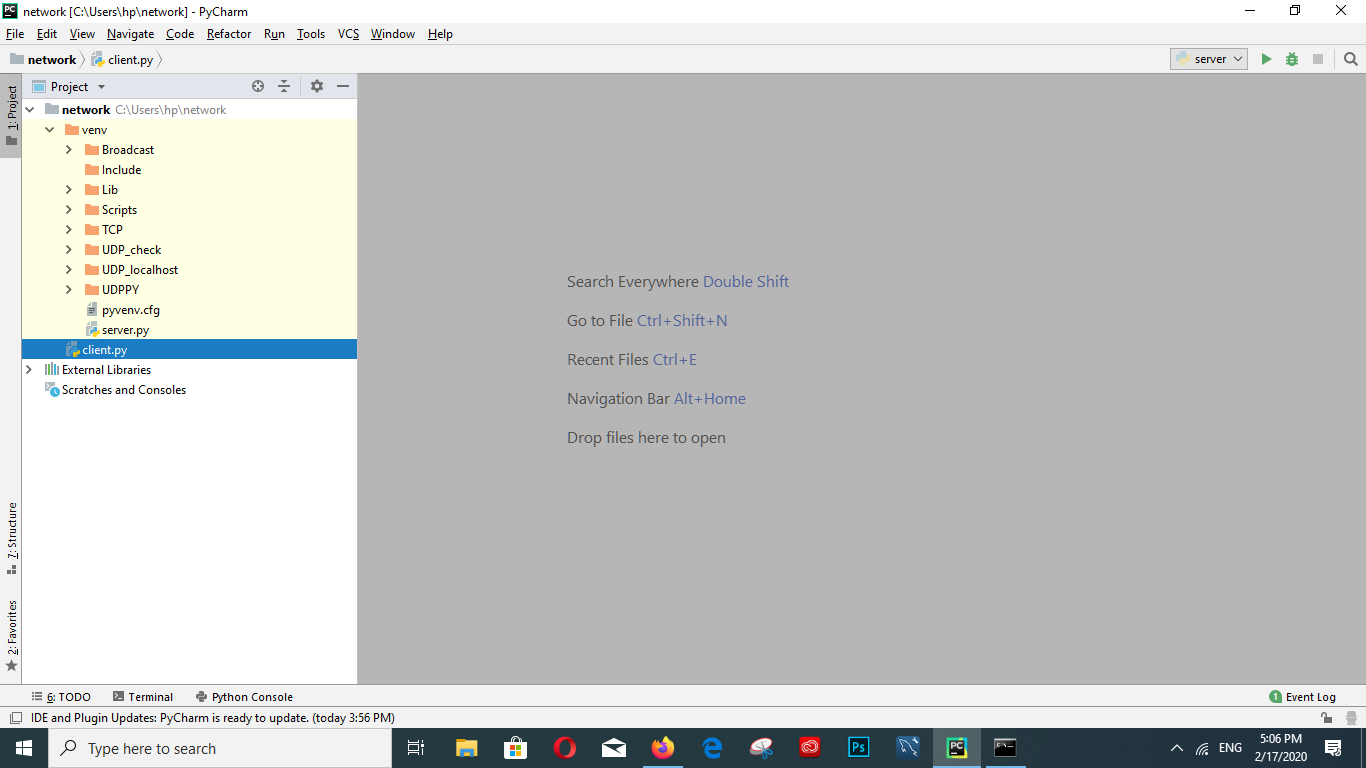 network [C:\Users\hp\network] - PyCharm
File Edit View Navigate Code Refactor Run Tools VCS Window Help
network client.py server
1: Project
Project
network C:\Users\hp\network
venv
Broadcast
Include
Lib
Scripts
TCP
UDP_check
UDP_localhost
UDPPY
pyvenv.cfg
server.py
client.py
External Libraries
Scratches and Consoles
Search Everywhere Double Shift
Go to File Ctrl+Shift+N
Recent Files Ctrl+E
Navigation Bar Alt+Home
Drop files here to open
7: Structure
2: Favorites
6: TODO Terminal Python Console 1 Event Log
IDE and Plugin Updates: PyCharm is ready to update. (today 3:56 PM)
Type here to search
Ps
PC
ENG
5:06 PM
2/17/2020